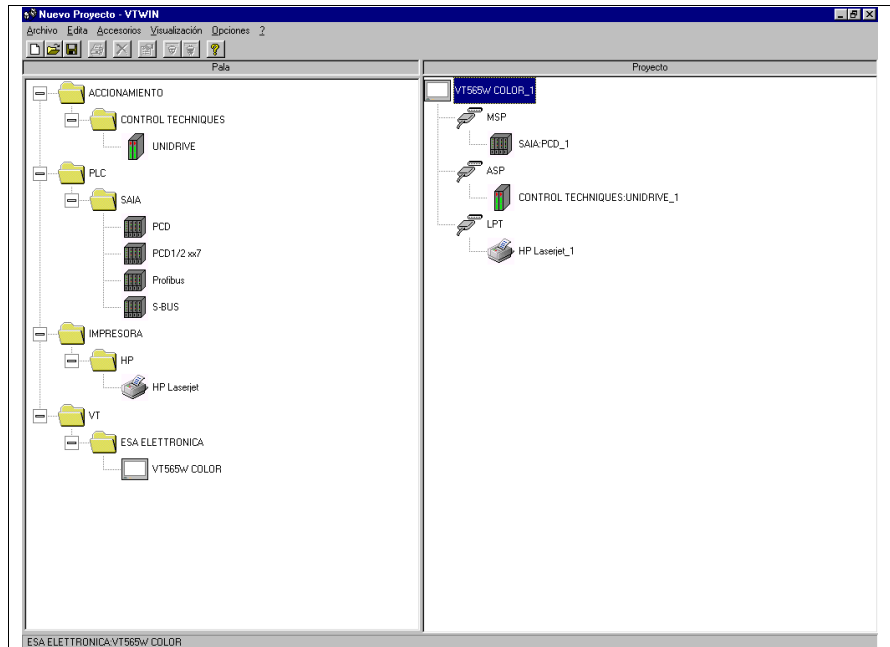 Nuevo Proyecto - VTWIN
Archivo Edita Accesorios Visualización Opciones ?
Pala
Proyecto
ACCIONAMIENTO
CONTROL TECHNIQUES
UNIDRIVE
PLC
SAIA
PCD
PCD1/2 xx7
Profibus
S-BUS
IMPRESORA
HP
HP Laserjet
VT
ESA ELETTRONICA
VT565W COLOR
VT565W COLOR_1
MSP
SAIA:PCD_1
ASP
CONTROL TECHNIQUES:UNIDRIVE_1
LPT
HP Laserjet_1
ESA ELETTRONICA:VT565W COLOR